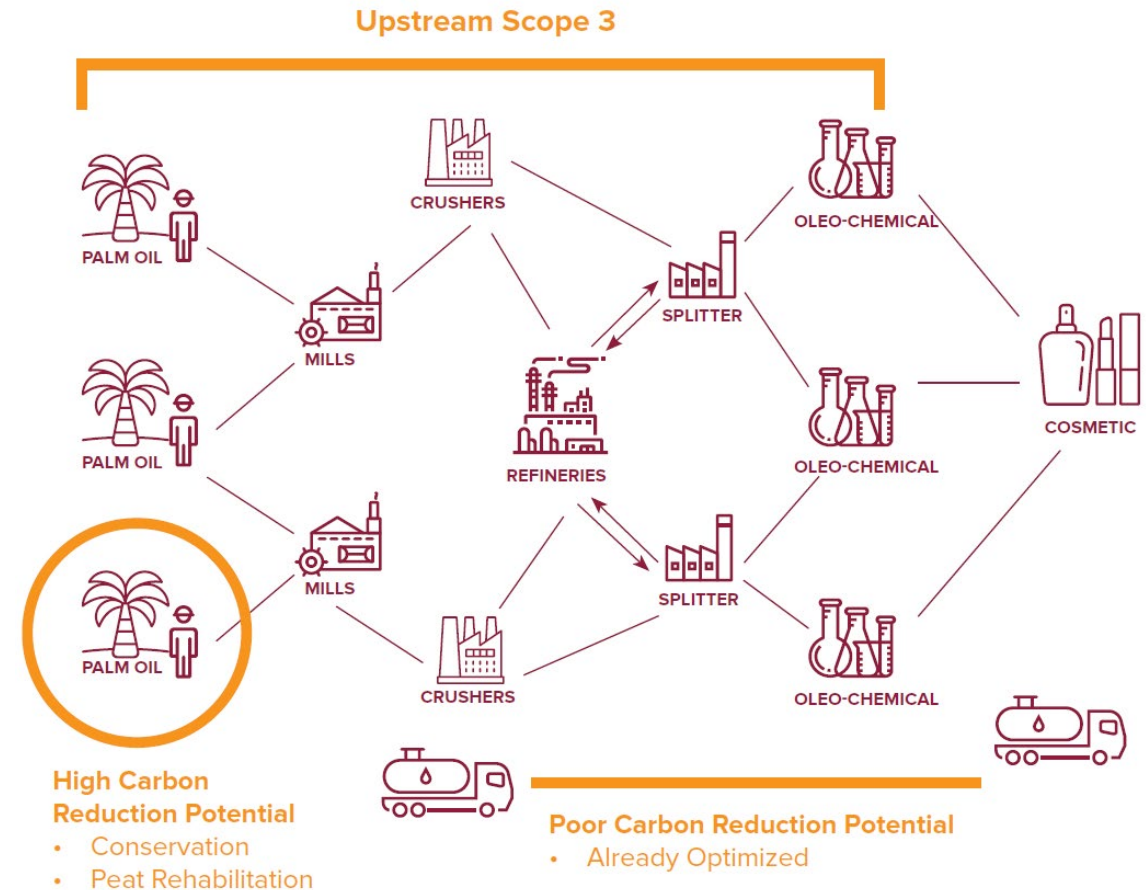 Upstream Scope 3
CRUSHERS
OLEO-CHEMICAL
PALM OIL
SPLITTER
MILLS
COSMETIC
PALM OIL
OLEO-CHEMICAL
REFINERIES
MILLS
SPLITTER
PALM OIL
CRUSHERS
OLEO-CHEMICAL
High Carbon
Reduction Potential
• Conservation
• Peat Rehabilitation
Poor Carbon Reduction Potential
• Already Optimized